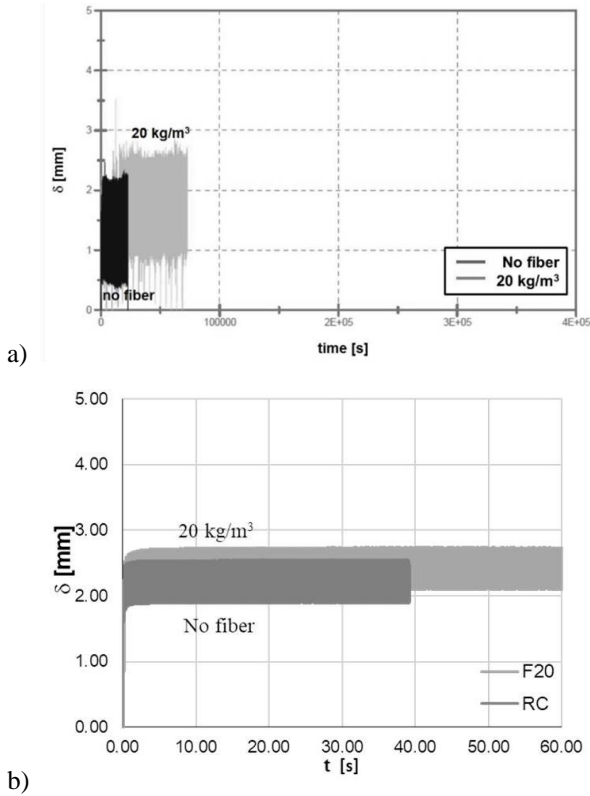 5
4
3
2
1
0
δ [mm]
20 kg/m³
no fiber
No fiber
20 kg/m³
0
100000
2E+05
3E+05
4E+05
time [s]
a)
5.00
4.00
3.00
2.00
1.00
0.00
δ [mm]
20 kg/m³
No fiber
F20
RC
0.00 10.00 20.00 30.00 40.00 50.00 60.00
t [s]
b)